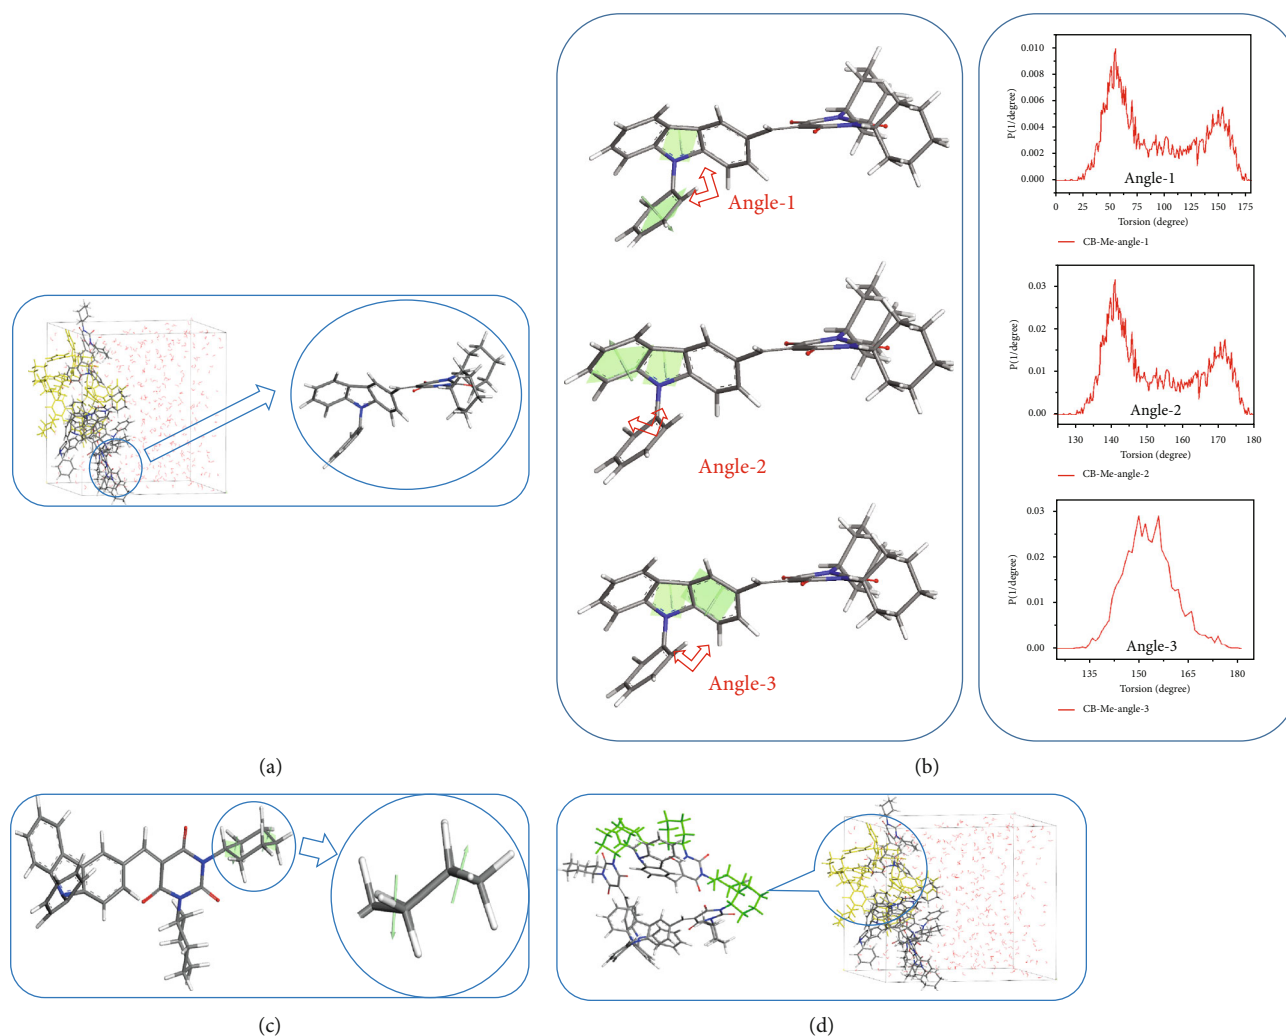 Angle-1
Angle-2
Angle-3
0.010
0.008
0.006
0.004
0.002
0.000
P(1/degree)
Angle-1
0 25 50 75 100 125 150 175
Torsion (degree)
CB-Me-angle-1
0.03
0.02
0.01
0.00
P(1/degree)
Angle-2
130 140 150 160 170 180
Torsion (degree)
CB-Me-angle-2
0.03
0.02
0.01
0.00
P(1/degree)
Angle-3
135 150 165 180
Torsion (degree)
CB-Me-angle-3
(a)
(b)
(c)
(d)